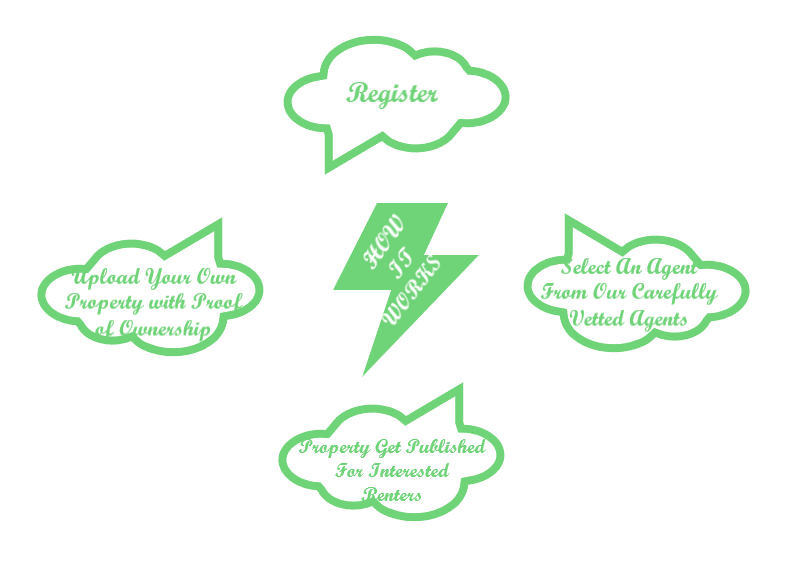 Register
HOW
IT
WORKS
Upload Your Own
Property with Proof
of Ownership
Select An Agent
From Our Carefully
Vetted Agents
Property Get Published
For Interested
Renters